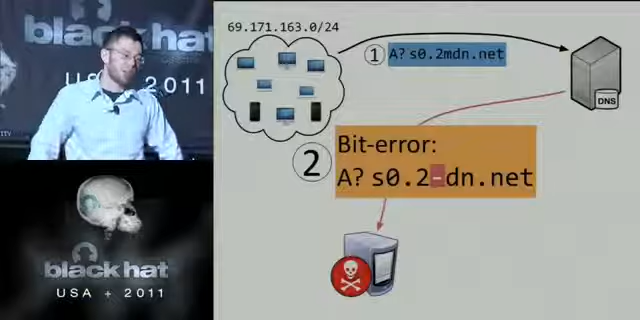 black hat
USA + 2011
black hat
USA + 2011
69.171.163.0/24
1
A? s0.2mdn.net
DNS
2
Bit-error:
A? s0.2-dn.net